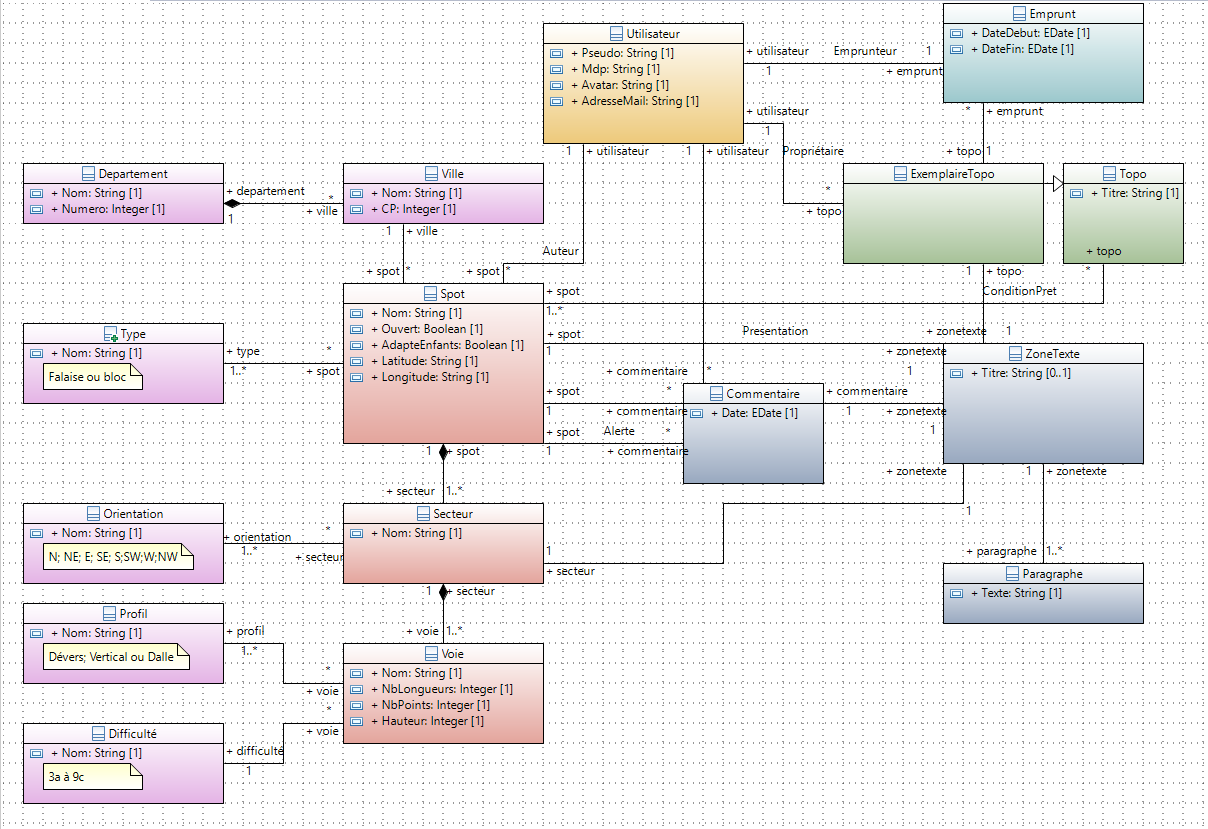 Emprunt
+ DateDebut: EDate [1]
+ DateFin: EDate [1]
Utilisateur
+ Pseudo: String [1]
+ Mdp: String [1]
+ Avatar: String [1]
+ AdresseMail: String [1]
+ utilisateur
Emprunteur
1
1
+ emprunt
+ utilisateur
1
Propriétaire
*
+ topo
*
+ emprunt
+ topo
1
1
+ utilisateur
1
+ utilisateur
Departement
+ Nom: String [1]
+ Numero: Integer [1]
+ departement
1
*
+ ville
Ville
+ Nom: String [1]
+ CP: Integer [1]
ExemplaireTopo
Topo
+ Titre: String [1]
+ topo
*
1
+ ville
+ spot
*
Auteur
+ spot
*
1
+ topo
ConditionPret
+ zonetexte
1
Spot
+ Nom: String [1]
+ Ouvert: Boolean [1]
+ AdapteEnfants: Boolean [1]
+ Latitude: String [1]
+ Longitude: String [1]
+ spot
1..*
+ spot
1
Presentation
+ zonetexte
1
Type
+ Nom: String [1]
Falaise ou bloc
+ type
1..*
*
+ spot
ZoneTexte
+ Titre: String [0..1]
+ commentaire
*
+ spot
1
*
+ commentaire
+ spot
1
Alerte
*
+ commentaire
Commentaire
+ Date: EDate [1]
+ commentaire
1
+ zonetexte
1
1
+ spot
+ secteur
1..*
+ zonetexte
1
1
+ zonetexte
+ paragraphe
1..*
Orientation
+ Nom: String [1]
N; NE; E; SE; S;SW;W;NW
+ orientation
1..*
*
+ secteur
Secteur
+ Nom: String [1]
1
+ secteur
Paragraphe
+ Texte: String [1]
1
+ secteur
+ voie
1..*
Profil
+ Nom: String [1]
Dévers; Vertical ou Dalle
+ profil
1..*
*
+ voie
Voie
+ Nom: String [1]
+ NbLongueurs: Integer [1]
+ NbPoints: Integer [1]
+ Hauteur: Integer [1]
*
+ voie
Difficulté
+ Nom: String [1]
3a à 9c
+ difficulté
1